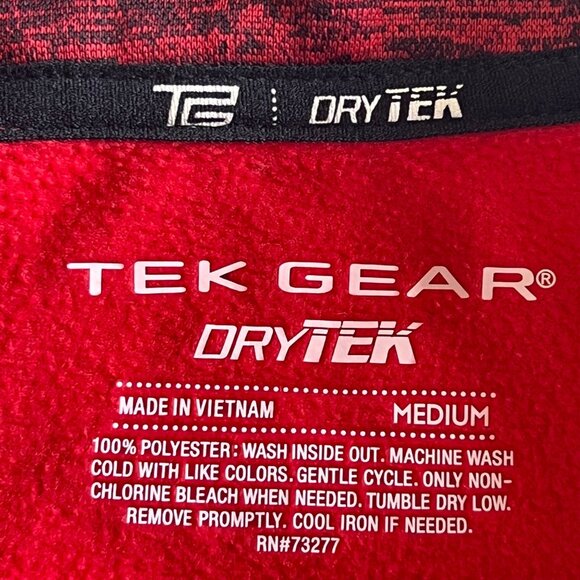 TG DRYTEK
TEK GEAR®
DRYTEK
MADE IN VIETNAM MEDIUM
100% POLYESTER: WASH INSIDE OUT. MACHINE WASH
COLD WITH LIKE COLORS. GENTLE CYCLE. ONLY NON-
CHLORINE BLEACH WHEN NEEDED. TUMBLE DRY LOW.
REMOVE PROMPTLY. COOL IRON IF NEEDED.
RN#73277